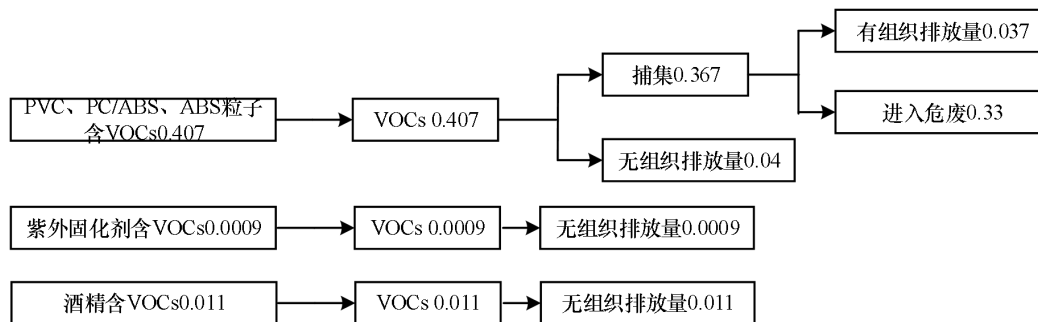 有组织排放量0.037
捕集0.367
PVC、PC/ABS、ABS粒子
含VOCs0.407
VOCs 0.407
进入危废0.33
无组织排放量0.04
紫外固化剂含VOCs0.0009
VOCs 0.0009
无组织排放量0.0009
酒精含VOCs0.011
VOCs 0.011
无组织排放量0.011